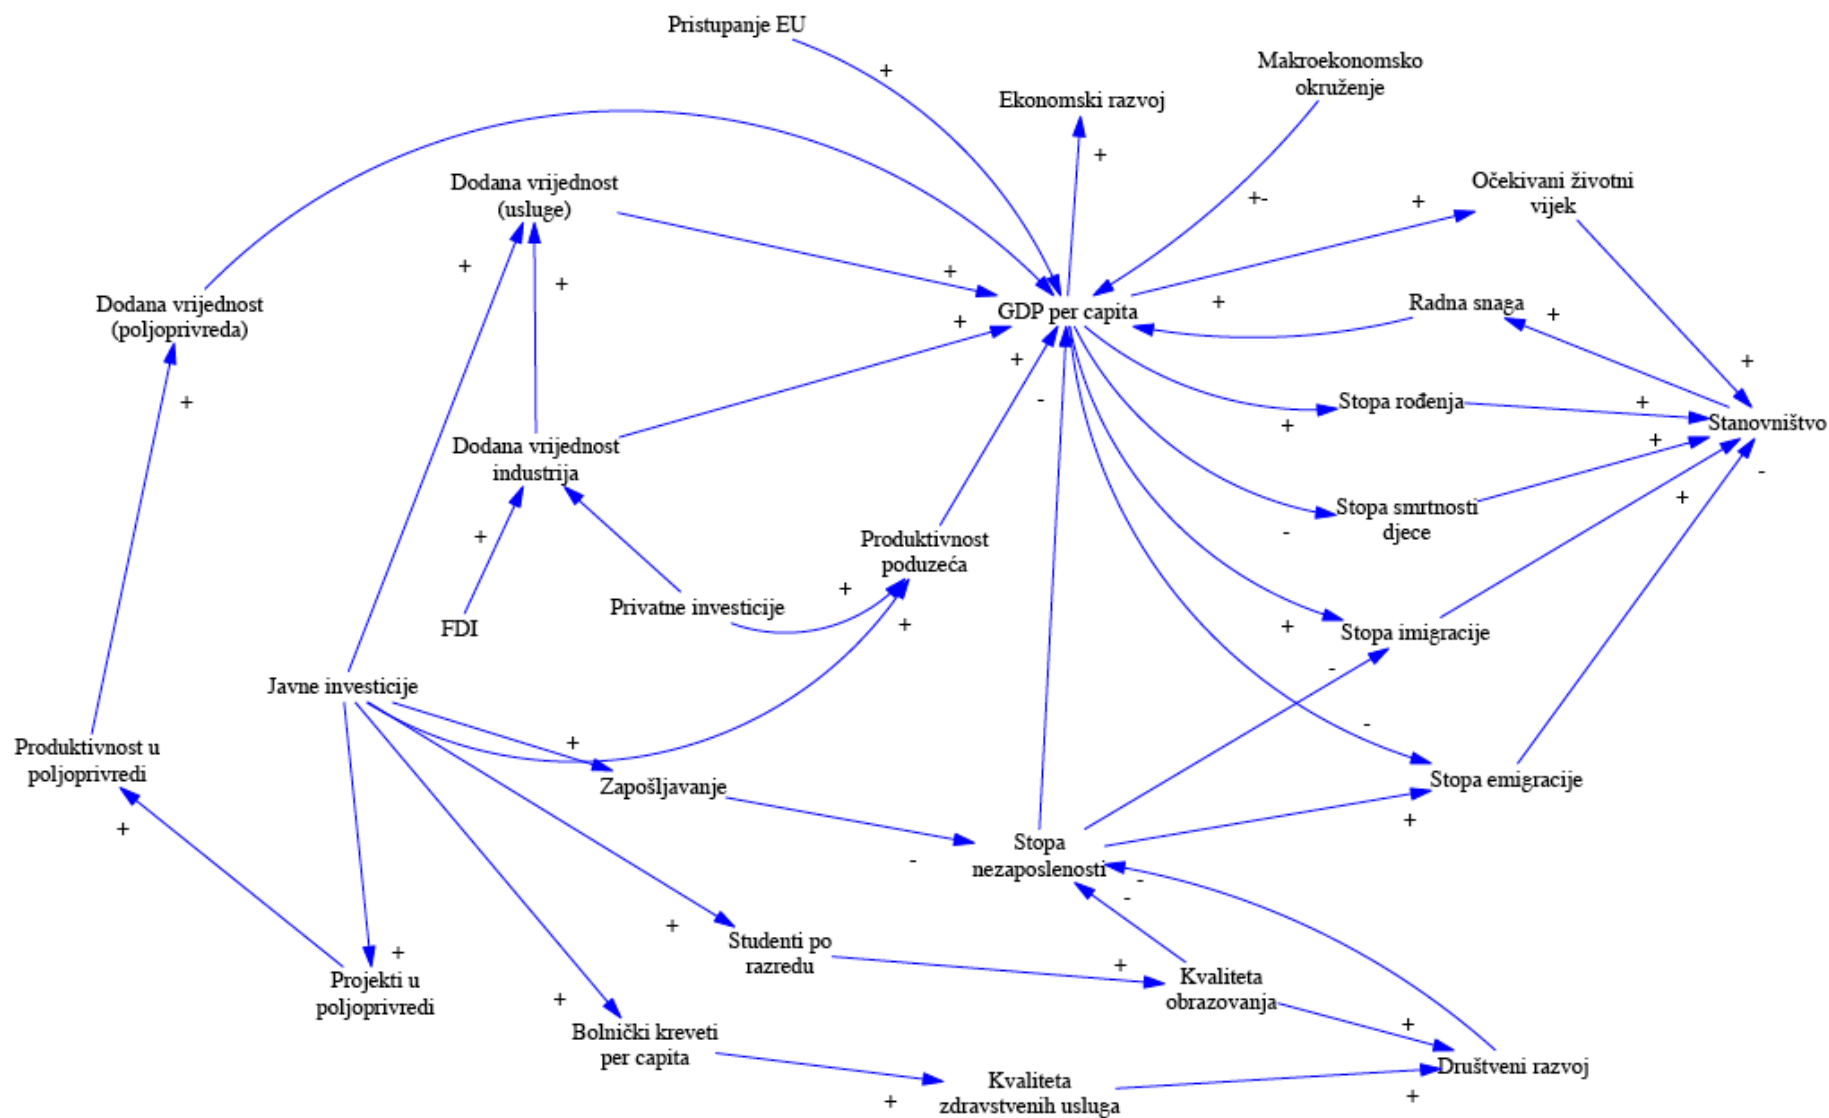 Pristupanje EU
+
Makroekonomsko
okruženje
Ekonomski razvoj
+
Dodana vrijednost
(usluge)
Očekivani životni
vijek
+-
+
+
+
+
Dodana vrijednost
(poljoprivreda)
GDP per capita
+
+
Radna snaga
+
+
+
+
-
Stopa rođenja
+
+
Stanovništvo
+
Dodana vrijednost
industrija
-
+
Stopa smrtnosti
djece
-
+
Produktivnost
poduzeća
+
Privatne investicije
+
FDI
+
Stopa imigracije
-
Javne investicije
-
+
Produktivnost u
poljoprivredi
Zapošljavanje
Stopa emigracije
+
+
-
Stopa
nezaposlenosti
-
-
+
Studenti po
razredu
+
+
Projekti u
poljoprivredi
Kvaliteta
obrazovanja
+
+
Bolnički kreveti
per capita
Društveni razvoj
Kvaliteta
zdravstvenih usluga
+
+